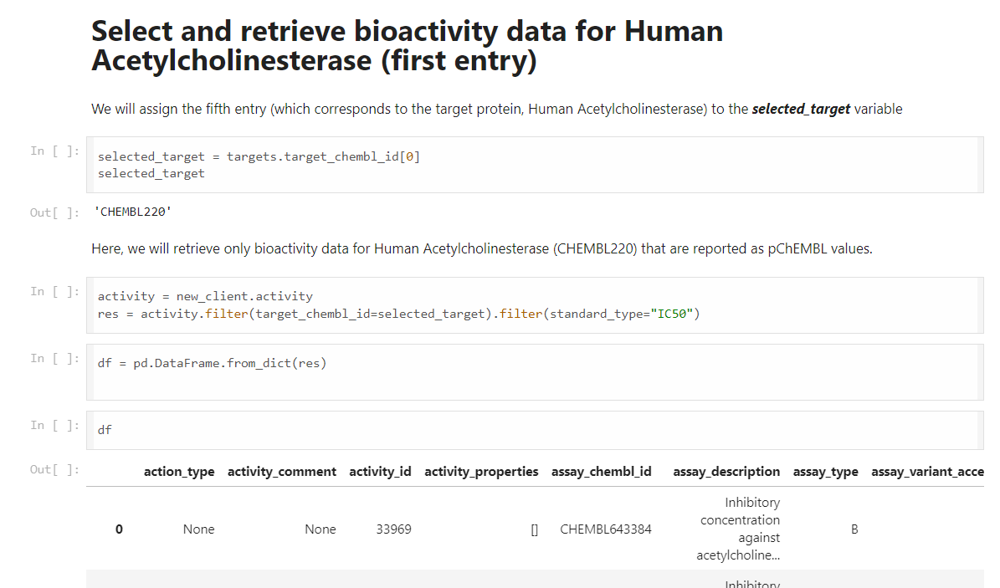 Select and retrieve bioactivity data for Human
Acetylcholinesterase (first entry)
We will assign the fifth entry (which corresponds to the target protein, Human Acetylcholinesterase) to the selected_target variable
In [ ]:
selected_target = targets.target_chembl_id[0]
selected_target
Out[ ]: 'CHEMBL220'
Here, we will retrieve only bioactivity data for Human Acetylcholinesterase (CHEMBL220) that are reported as pChEMBL values.
In [ ]:
activity = new_client.activity
res = activity.filter(target_chembl_id=selected_target).filter(standard_type="IC50")
In [ ]: df = pd.DataFrame.from_dict(res)
In [ ]: df
Out[ ]: action_type activity_comment activity_id activity_properties assay_chembl_id assay_description assay_type assay_variant_acce
0 None None 33969 [] CHEMBL643384 Inhibitory concentration against acetylcholine... B
Inhibitory